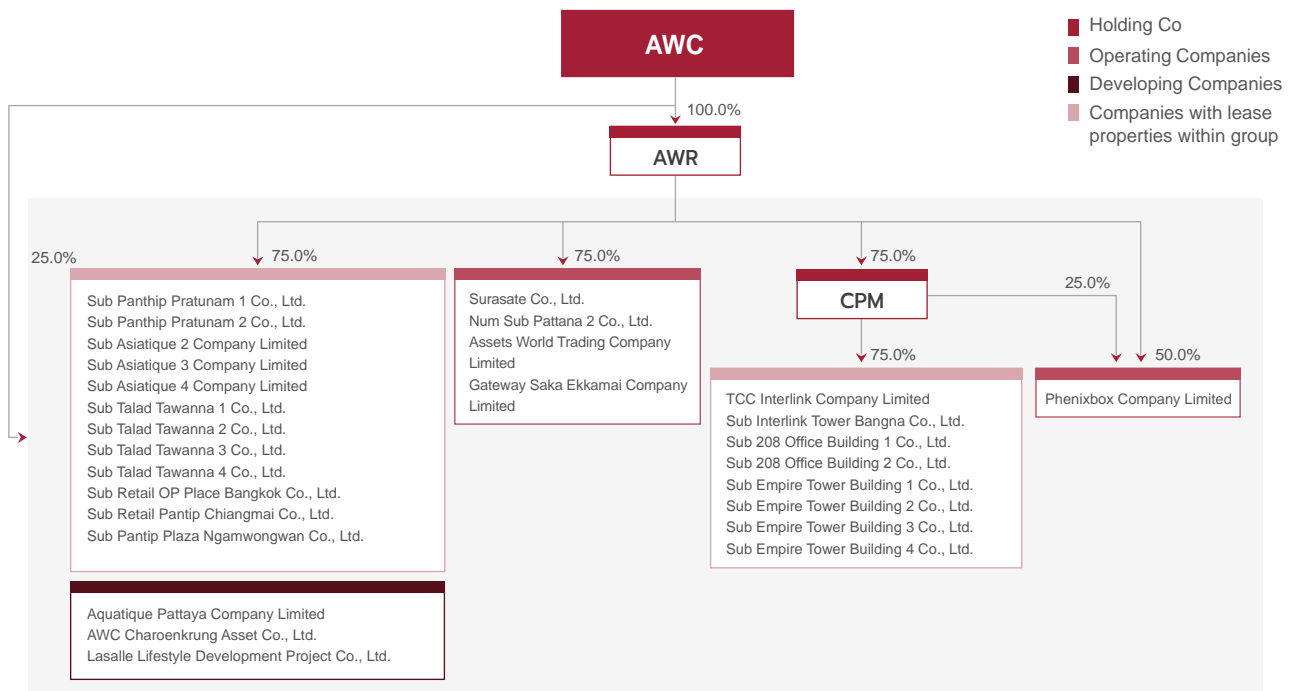 AWC
Holding Co
Operating Companies
Developing Companies
Companies with lease
properties within group
100.0%
AWR
25.0%
75.0%
75.0%
75.0%
Sub Panthip Pratunam 1 Co., Ltd.
Sub Panthip Pratunam 2 Co., Ltd.
Sub Asiatique 2 Company Limited
Sub Asiatique 3 Company Limited
Sub Asiatique 4 Company Limited
Sub Talad Tawanna 1 Co., Ltd.
Sub Talad Tawanna 2 Co., Ltd.
Sub Talad Tawanna 3 Co., Ltd.
Sub Talad Tawanna 4 Co., Ltd.
Sub Retail OP Place Bangkok Co., Ltd.
Sub Retail Pantip Chiangmai Co., Ltd.
Sub Pantip Plaza Ngamwongwan Co., Ltd.
Aquatique Pattaya Company Limited
AWC Charoenkrung Asset Co., Ltd.
Lasalle Lifestyle Development Project Co., Ltd.
Surasate Co., Ltd.
Num Sub Pattana 2 Co., Ltd.
Assets World Trading Company
Limited
Gateway Saka Ekkamai Company
Limited
CPM
25.0%
75.0%
50.0%
TCC Interlink Company Limited
Sub Interlink Tower Bangna Co., Ltd.
Sub 208 Office Building 1 Co., Ltd.
Sub 208 Office Building 2 Co., Ltd.
Sub Empire Tower Building 1 Co., Ltd.
Sub Empire Tower Building 2 Co., Ltd.
Sub Empire Tower Building 3 Co., Ltd.
Sub Empire Tower Building 4 Co., Ltd.
Phenixbox Company Limited